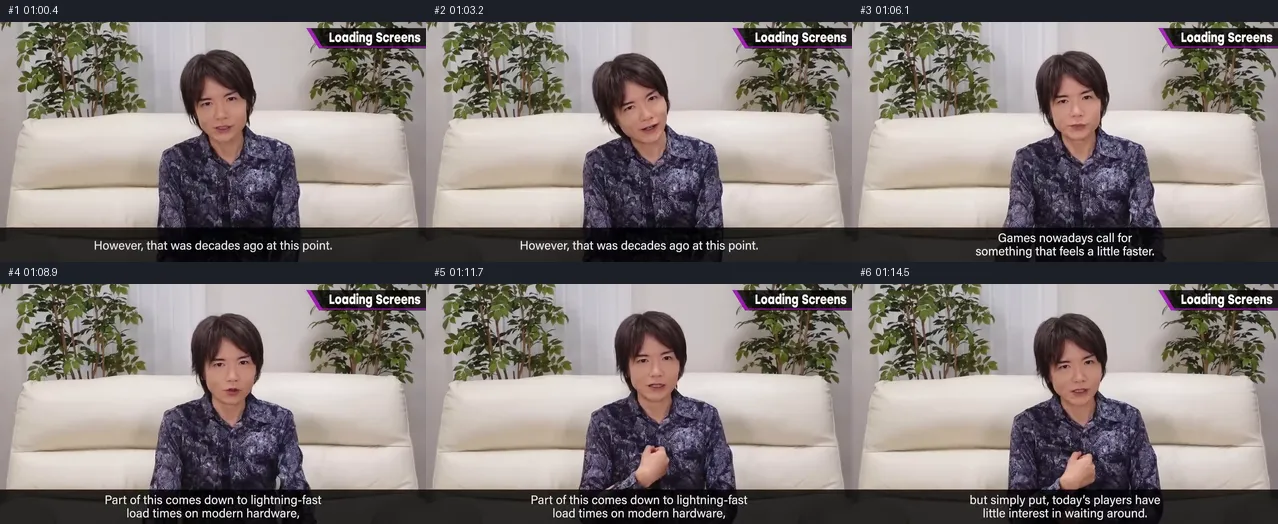 #1 01:00.4
Loading Screens
However, that was decades ago at this point.
#2 01:03.2
Loading Screens
However, that was decades ago at this point.
#3 01:06.1
Loading Screens
Games nowadays call for
something that feels a little faster.
#4 01:08.9
Loading Screens
Part of this comes down to lightning-fast
load times on modern hardware,
#5 01:11.7
Loading Screens
Part of this comes down to lightning-fast
load times on modern hardware,
#6 01:14.5
Loading Screens
but simply put, today's players have
little interest in waiting around.